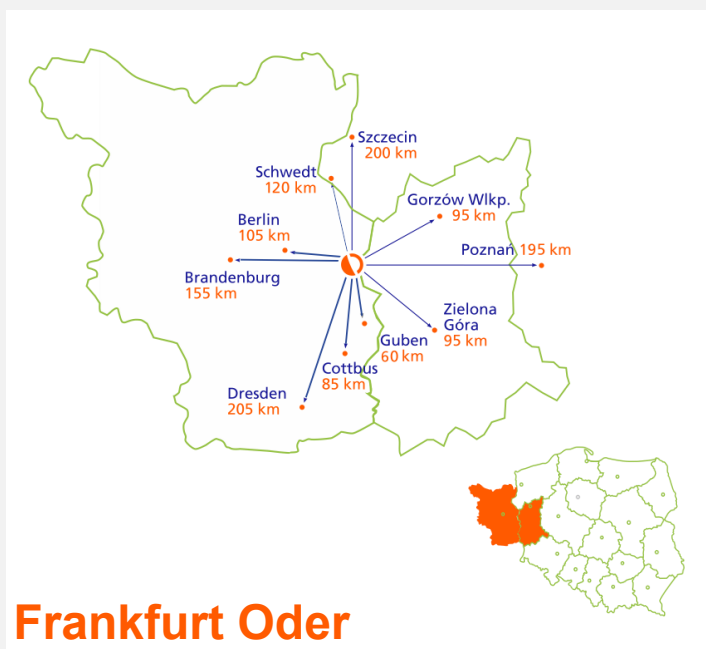 Szczecin
200 km
Schwedt
120 km
Gorzów Wlkp.
95 km
Berlin
105 km
Poznań 195 km
Brandenburg
155 km
Zielona
Góra
95 km
Guben
60 km
Cottbus
85 km
Dresden
205 km
Frankfurt Oder